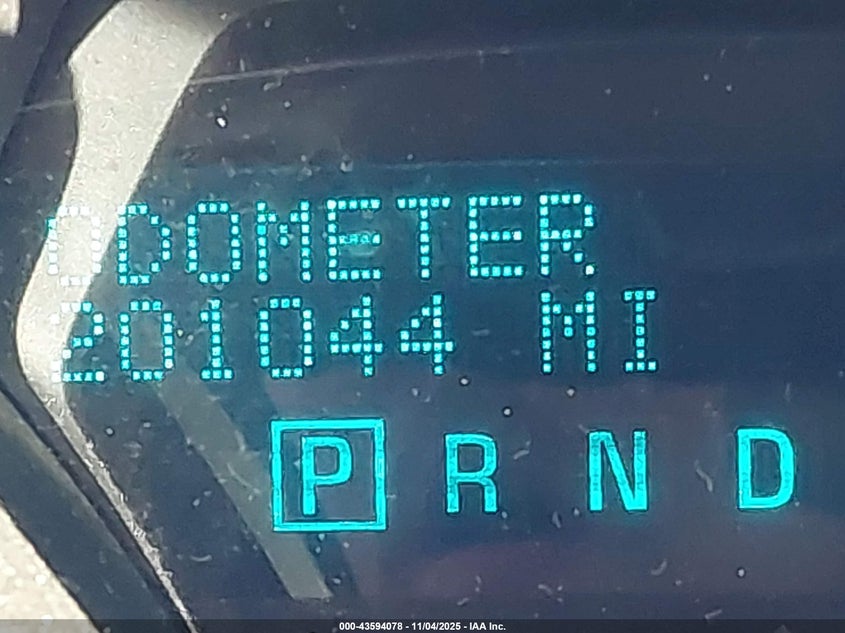 ODOMETER
201044 MI
P R N D
000-43594078 - 11/04/2025 - IAA Inc.